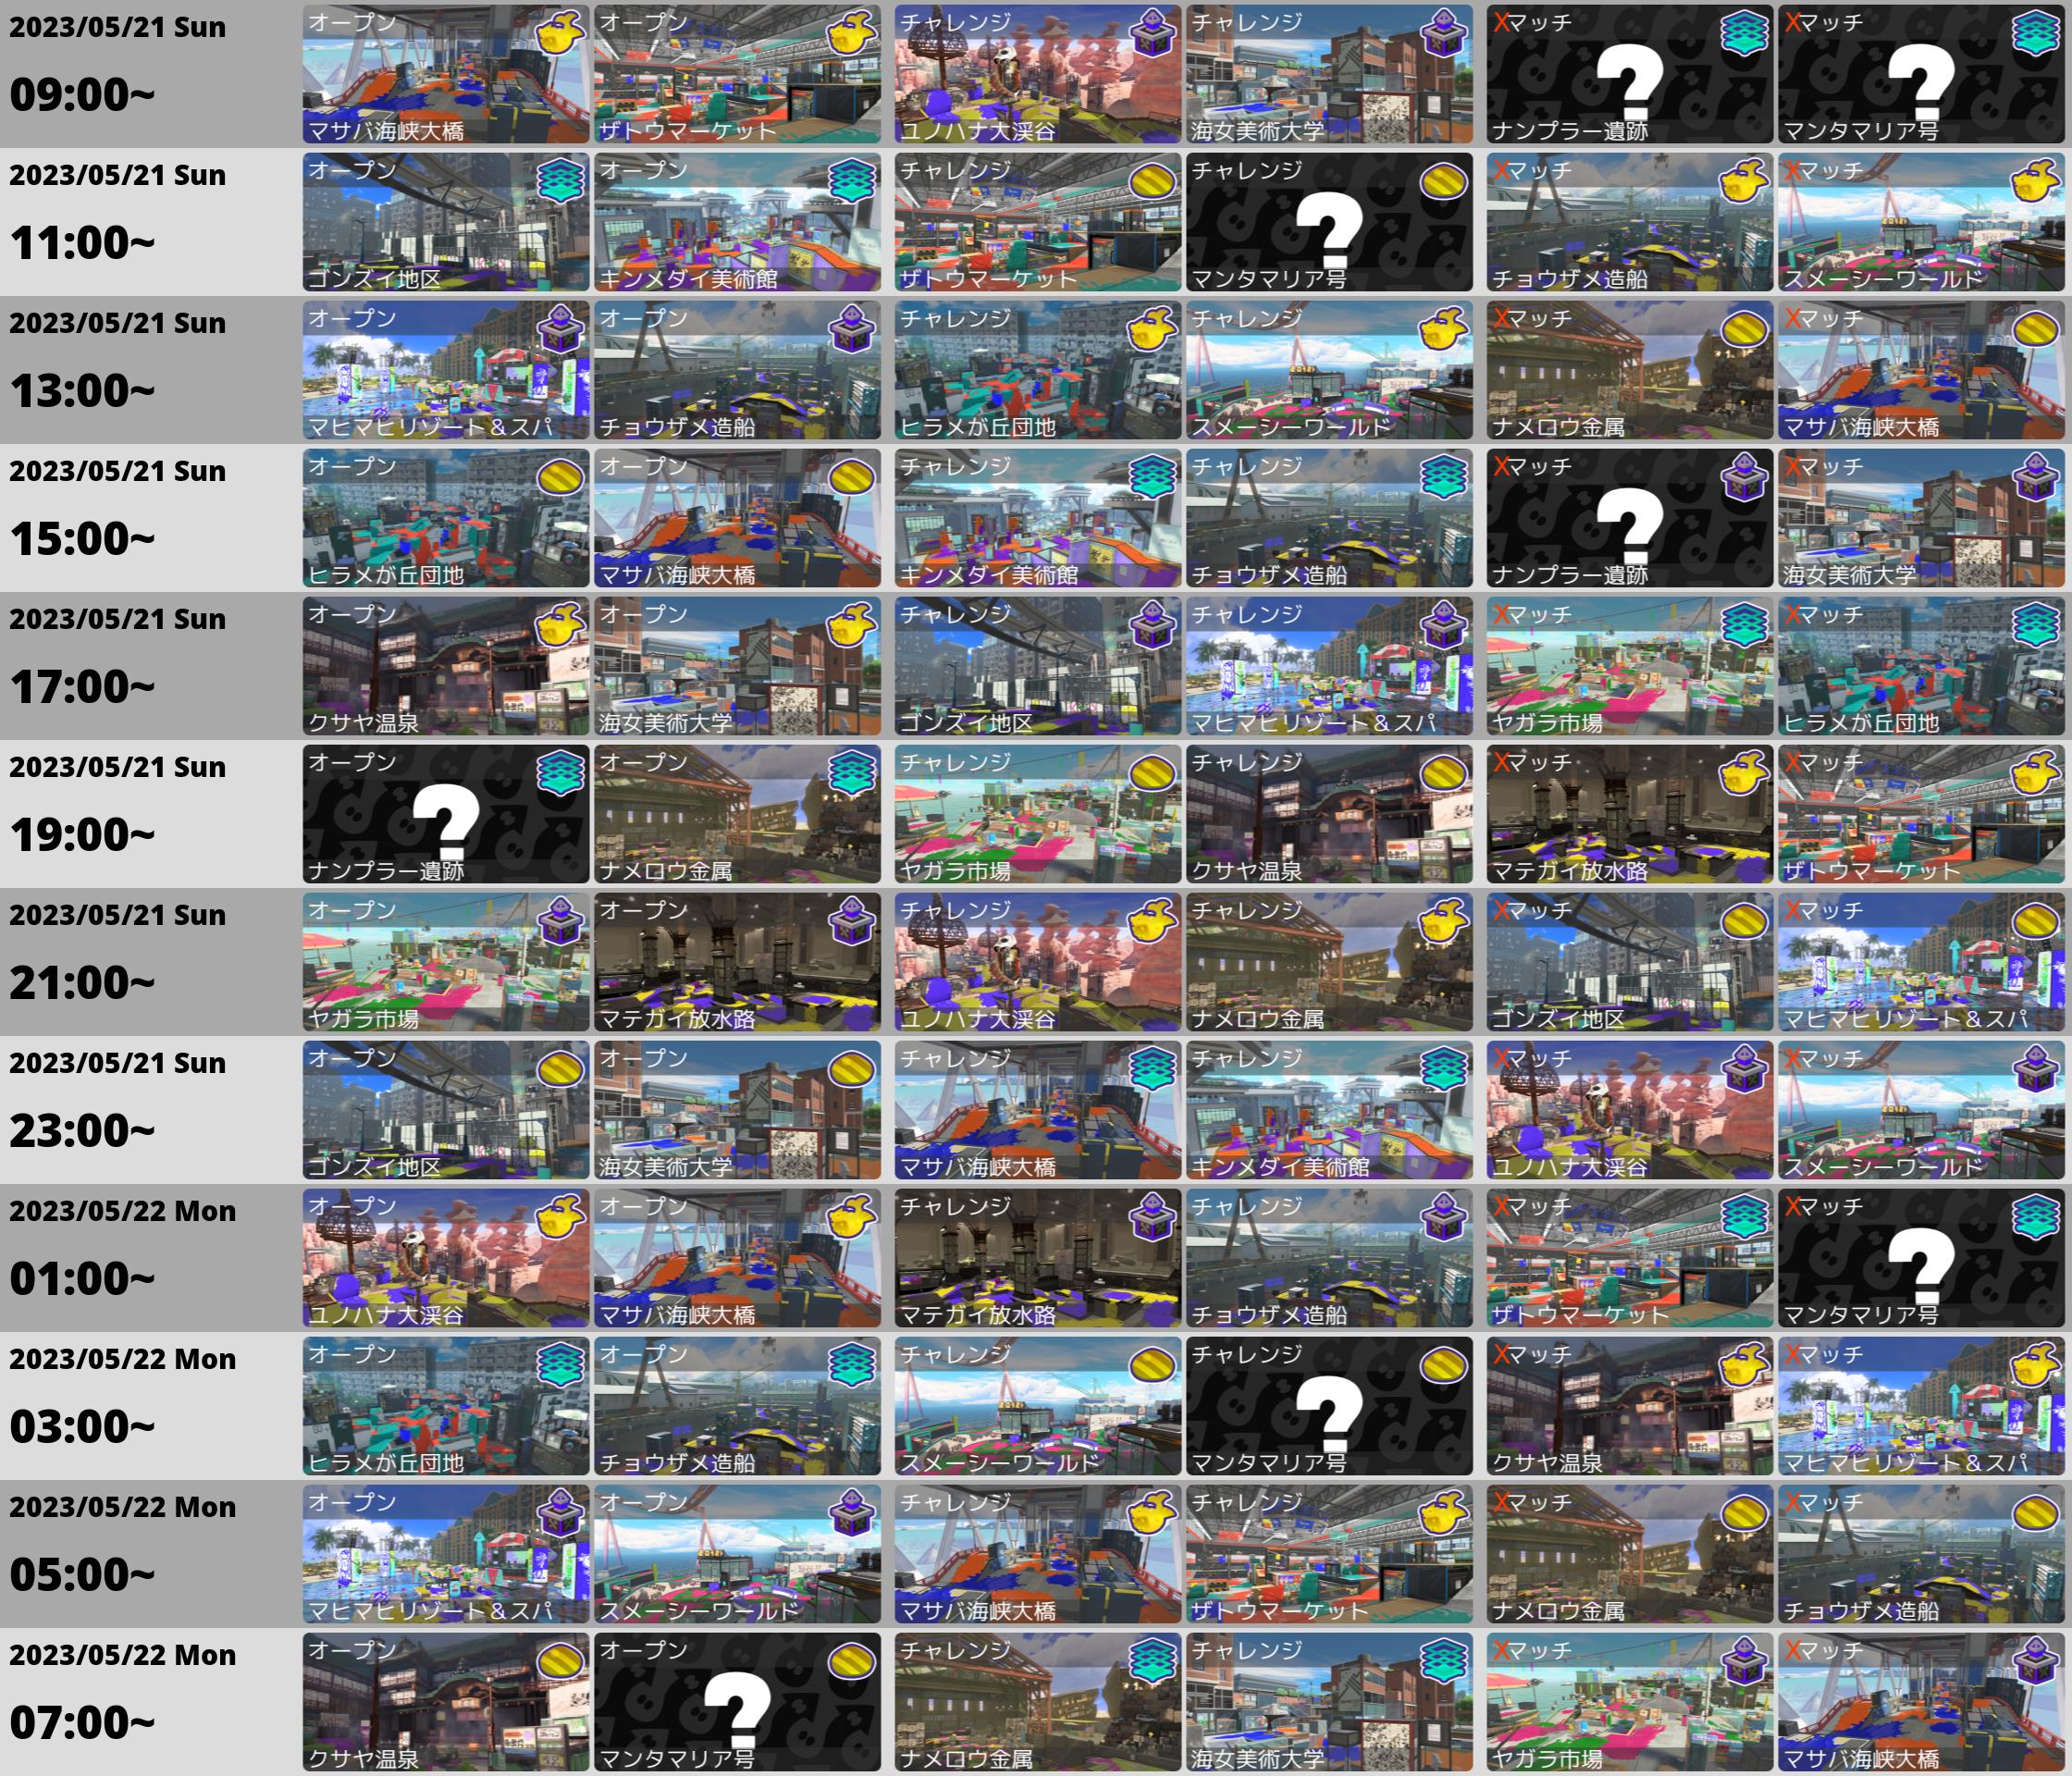 2023/05/21 Sun
09:00~
オープン
マサバ海峡大橋
オープン
ザトウマーケット
チャレンジ
ユノハナ大渓谷
チャレンジ
海女美術大学
Xマッチ
ナンプラー遺跡
Xマッチ
マンタマリア号
2023/05/21 Sun
11:00~
オープン
ゴンズイ地区
オープン
キンメダイ美術館
チャレンジ
ザトウマーケット
チャレンジ
マンタマリア号
Xマッチ
チョウザメ造船
Xマッチ
スメーシーワールド
2023/05/21 Sun
13:00~
オープン
マヒマヒリゾート＆スパ
オープン
チョウザメ造船
チャレンジ
ヒラメが丘団地
チャレンジ
スメーシーワールド
Xマッチ
ナメロウ金属
Xマッチ
マサバ海峡大橋
2023/05/21 Sun
15:00~
オープン
ヒラメが丘団地
オープン
マサバ海峡大橋
チャレンジ
キンメダイ美術館
チャレンジ
チョウザメ造船
Xマッチ
ナンプラー遺跡
Xマッチ
海女美術大学
2023/05/21 Sun
17:00~
オープン
クサヤ温泉
オープン
海女美術大学
チャレンジ
ゴンズイ地区
チャレンジ
マヒマヒリゾート＆スパ
Xマッチ
ヤガラ市場
Xマッチ
ヒラメが丘団地
2023/05/21 Sun
19:00~
オープン
ナンプラー遺跡
オープン
ナメロウ金属
チャレンジ
ヤガラ市場
チャレンジ
クサヤ温泉
Xマッチ
マテガイ放水路
Xマッチ
ザトウマーケット
2023/05/21 Sun
21:00~
オープン
ヤガラ市場
オープン
マテガイ放水路
チャレンジ
ユノハナ大渓谷
チャレンジ
ナメロウ金属
Xマッチ
ゴンズイ地区
Xマッチ
マヒマヒリゾート＆スパ
2023/05/21 Sun
23:00~
オープン
ゴンズイ地区
オープン
海女美術大学
チャレンジ
マサバ海峡大橋
チャレンジ
キンメダイ美術館
Xマッチ
ユノハナ大渓谷
Xマッチ
スメーシーワールド
2023/05/22 Mon
01:00~
オープン
ユノハナ大渓谷
オープン
マサバ海峡大橋
チャレンジ
マテガイ放水路
チャレンジ
チョウザメ造船
Xマッチ
ザトウマーケット
Xマッチ
マンタマリア号
2023/05/22 Mon
03:00~
オープン
ヒラメが丘団地
オープン
チョウザメ造船
チャレンジ
スメーシーワールド
チャレンジ
マンタマリア号
Xマッチ
クサヤ温泉
Xマッチ
マヒマヒリゾート＆スパ
2023/05/22 Mon
05:00~
オープン
マヒマヒリゾート＆スパ
オープン
スメーシーワールド
チャレンジ
マサバ海峡大橋
チャレンジ
ザトウマーケット
Xマッチ
ナメロウ金属
Xマッチ
チョウザメ造船
2023/05/22 Mon
07:00~
オープン
クサヤ温泉
オープン
マンタマリア号
チャレンジ
ナメロウ金属
チャレンジ
海女美術大学
Xマッチ
ヤガラ市場
Xマッチ
マサバ海峡大橋